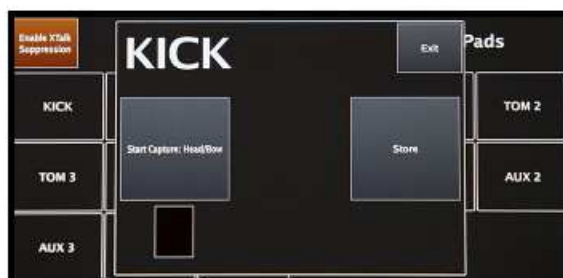 Enable XTalk
Suppression
KICK
Exit
Pads
KICK
TOM 2
Start Capture: Head/Bow
Store
TOM 3
AUX 2
AUX 3